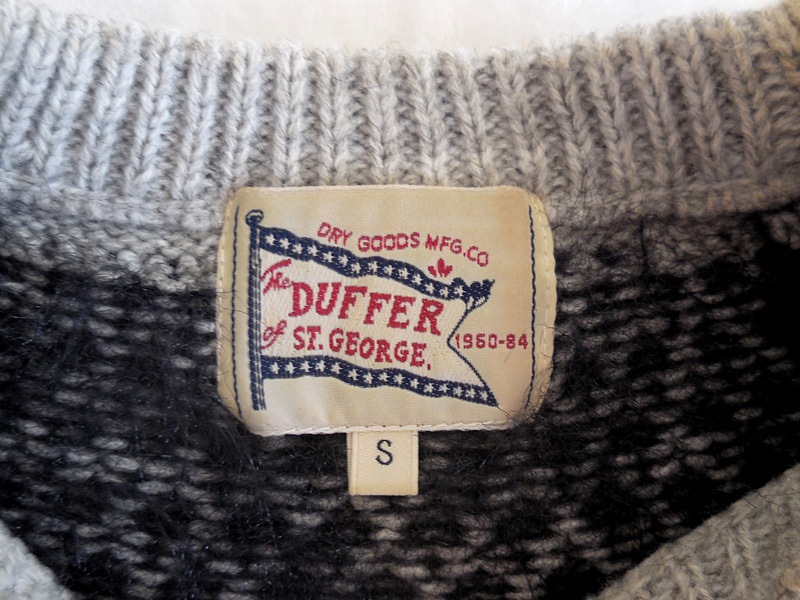 DRY GOODS MFG.CO
The
DUFFER
of ST. GEORGE.
1960-84
S